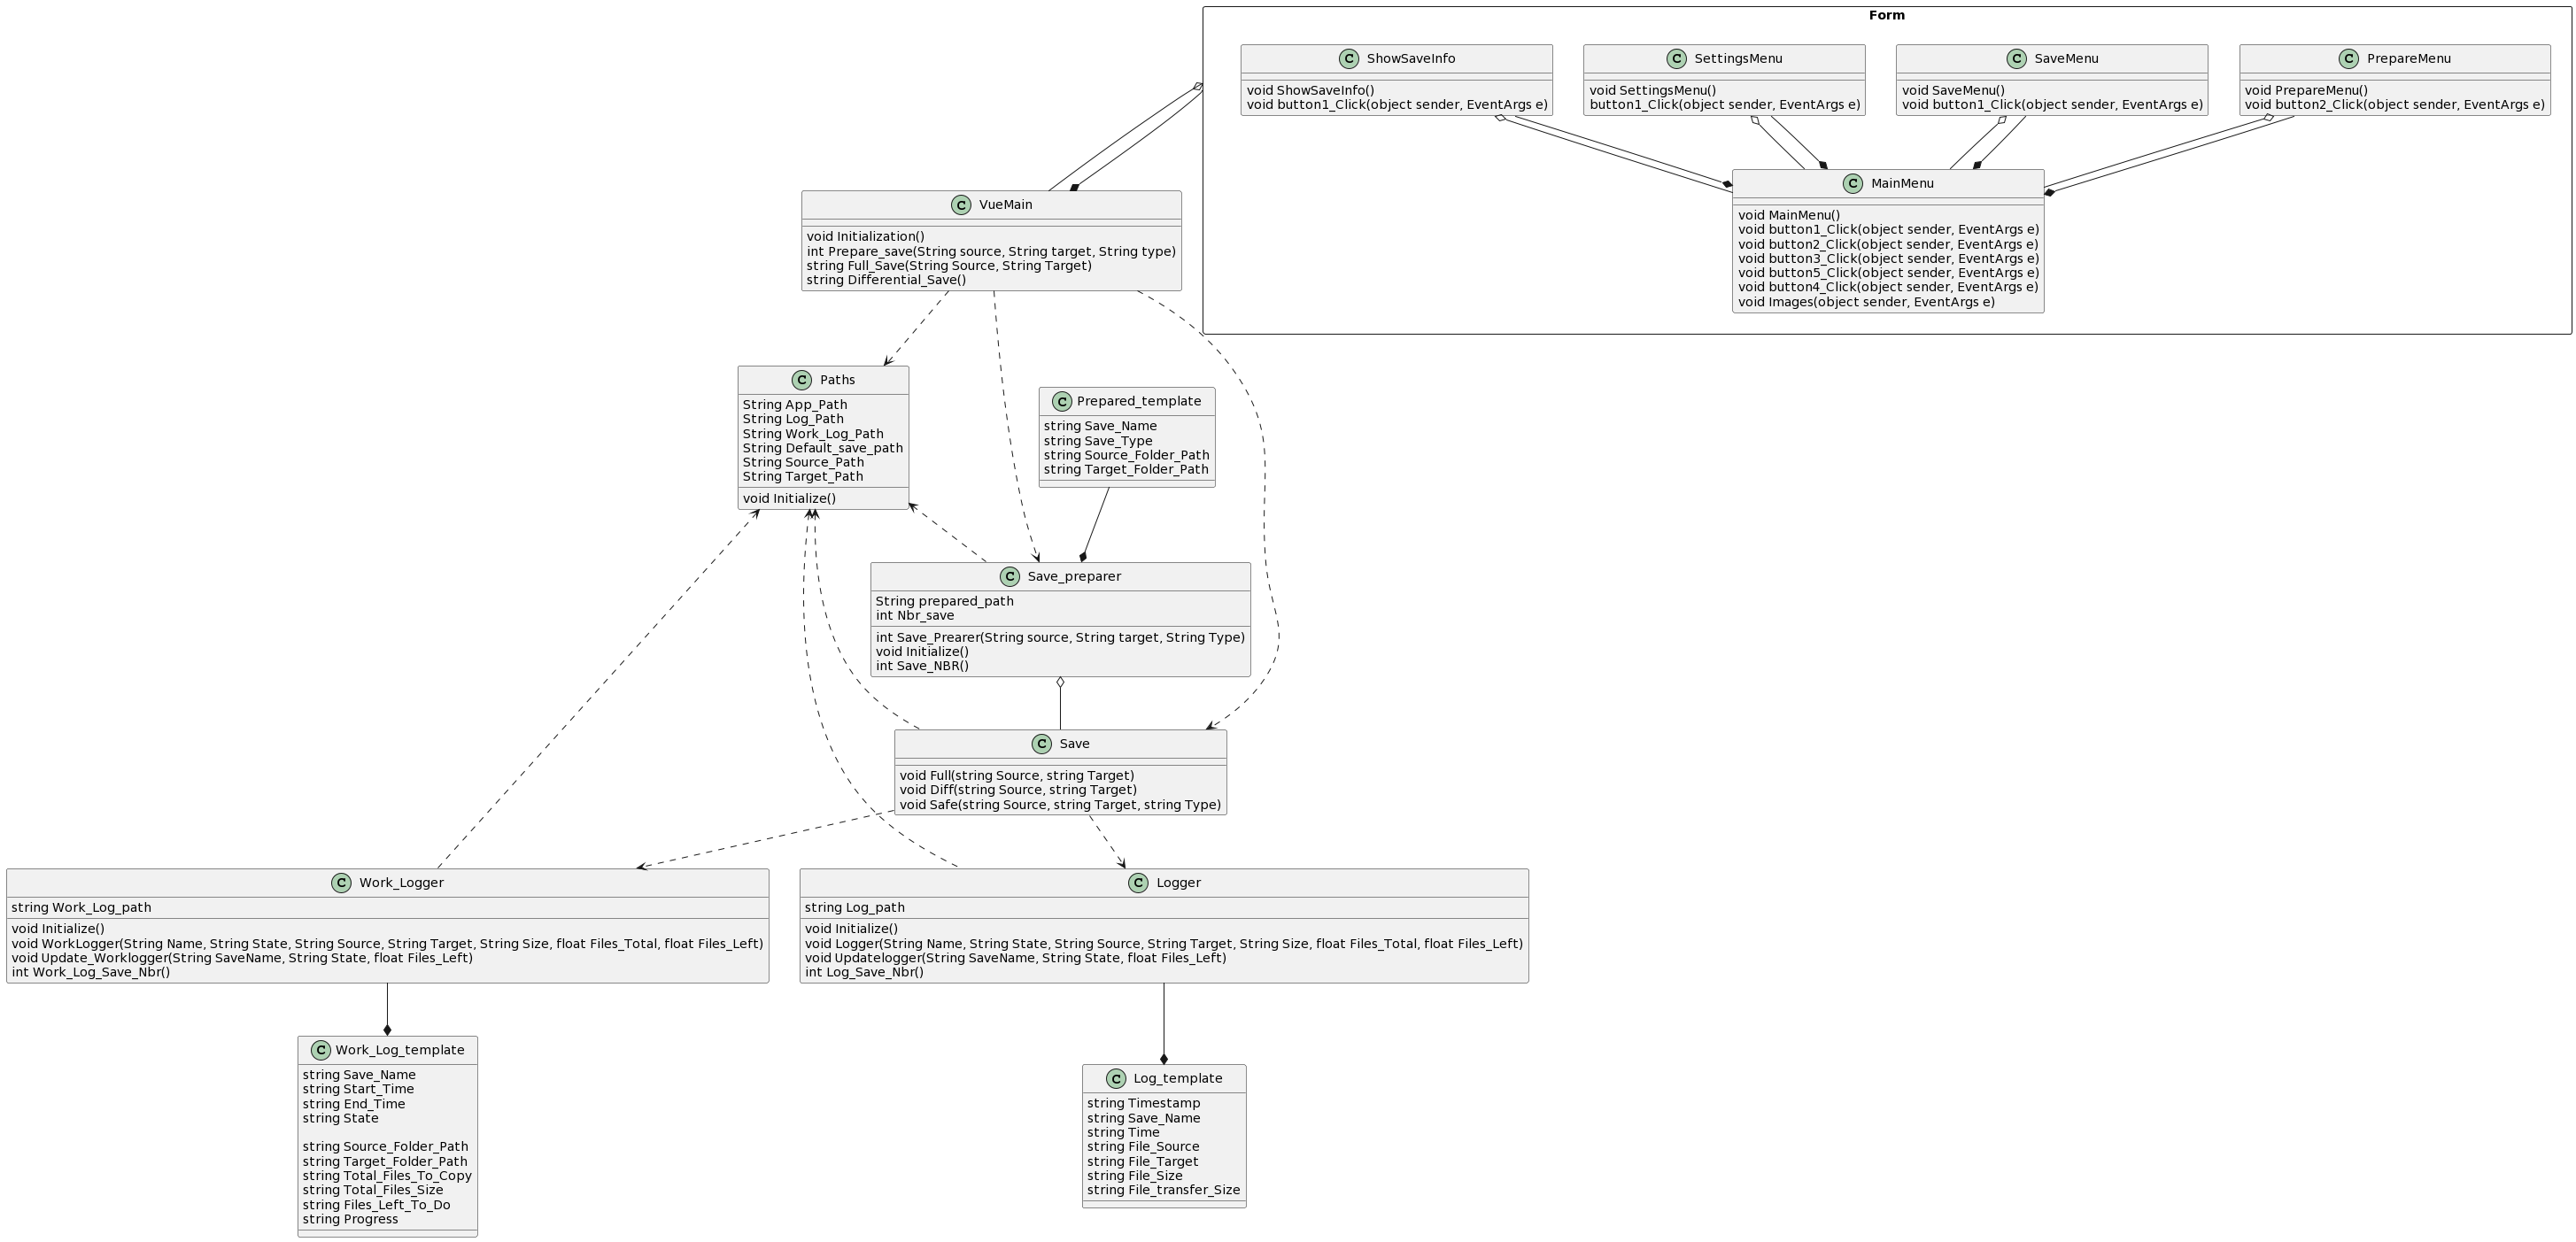 Form
C ShowSaveInfo
void ShowSaveInfo()
void button1_Click(object sender, EventArgs e)
C SettingsMenu
void SettingsMenu()
button1_Click(object sender, EventArgs e)
C SaveMenu
void SaveMenu()
void button1_Click(object sender, EventArgs e)
C PrepareMenu
void PrepareMenu()
void button2_Click(object sender, EventArgs e)
C MainMenu
void MainMenu()
void button1_Click(object sender, EventArgs e)
void button2_Click(object sender, EventArgs e)
void button3_Click(object sender, EventArgs e)
void button5_Click(object sender, EventArgs e)
void button4_Click(object sender, EventArgs e)
void Images(object sender, EventArgs e)
C VueMain
void Initialization()
int Prepare_save(String source, String target, String type)
string Full_Save(String Source, String Target)
string Differential_Save()
C Paths
String App_Path
String Log_Path
String Work_Log_Path
String Default_save_path
String Source_Path
String Target_Path
void Initialize()
C Prepared_template
string Save_Name
string Save_Type
string Source_Folder_Path
string Target_Folder_Path
C Save_preparer
String prepared_path
int Nbr_save
int Save_Prearer(String source, String target, String Type)
void Initialize()
int Save_NBR()
C Save
void Full(string Source, string Target)
void Diff(string Source, string Target)
void Safe(string Source, string Target, string Type)
C Work_Logger
string Work_Log_path
void Initialize()
void WorkLogger(String Name, String State, String Source, String Target, String Size, float Files_Total, float Files_Left)
void Update_Worklogger(String SaveName, String State, float Files_Left)
int Work_Log_Save_Nbr()
C Logger
string Log_path
void Initialize()
void Logger(String Name, String State, String Source, String Target, String Size, float Files_Total, float Files_Left)
void Updatelogger(String SaveName, String State, float Files_Left)
int Log_Save_Nbr()
C Work_Log_template
string Save_Name
string Start_Time
string End_Time
string State
string Source_Folder_Path
string Target_Folder_Path
string Total_Files_To_Copy
string Total_Files_Size
string Files_Left_To_Do
string Progress
C Log_template
string Timestamp
string Save_Name
string Time
string File_Source
string File_Target
string File_Size
string File_transfer_Size